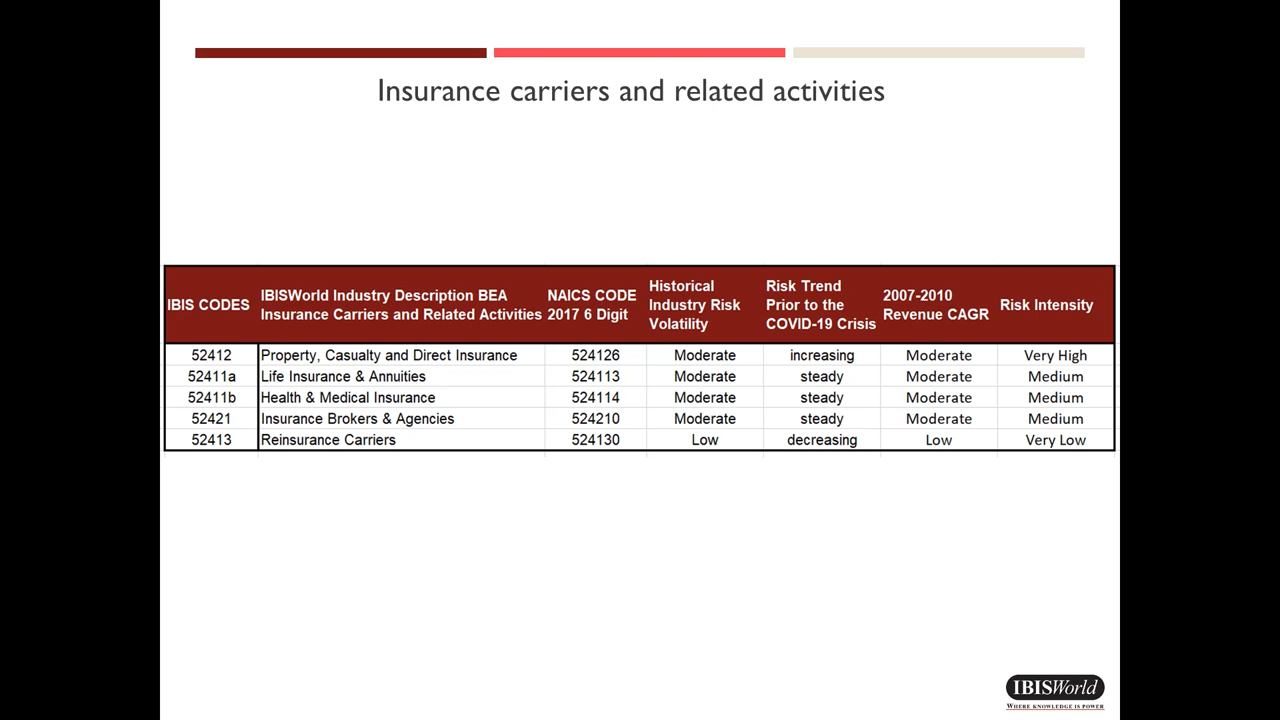 Insurance carriers and related activities
IBIS CODES
IBISWorld Industry Description BEA
Insurance Carriers and Related Activities
NAICS CODE
2017 6 Digit
Historical
Industry Risk
Volatility
Risk Trend
Prior to the
COVID-19 Crisis
2007-2010
Revenue CAGR
Risk Intensity
52412 Property, Casualty and Direct Insurance 524126 Moderate increasing Moderate Very High
52411a Life Insurance & Annuities 524113 Moderate steady Moderate Medium
52411b Health & Medical Insurance 524114 Moderate steady Moderate Medium
52421 Insurance Brokers & Agencies 524210 Moderate steady Moderate Medium
52413 Reinsurance Carriers 524130 Low decreasing Low Very Low
IBISWorld
WHERE KNOWLEDGE IS POWER